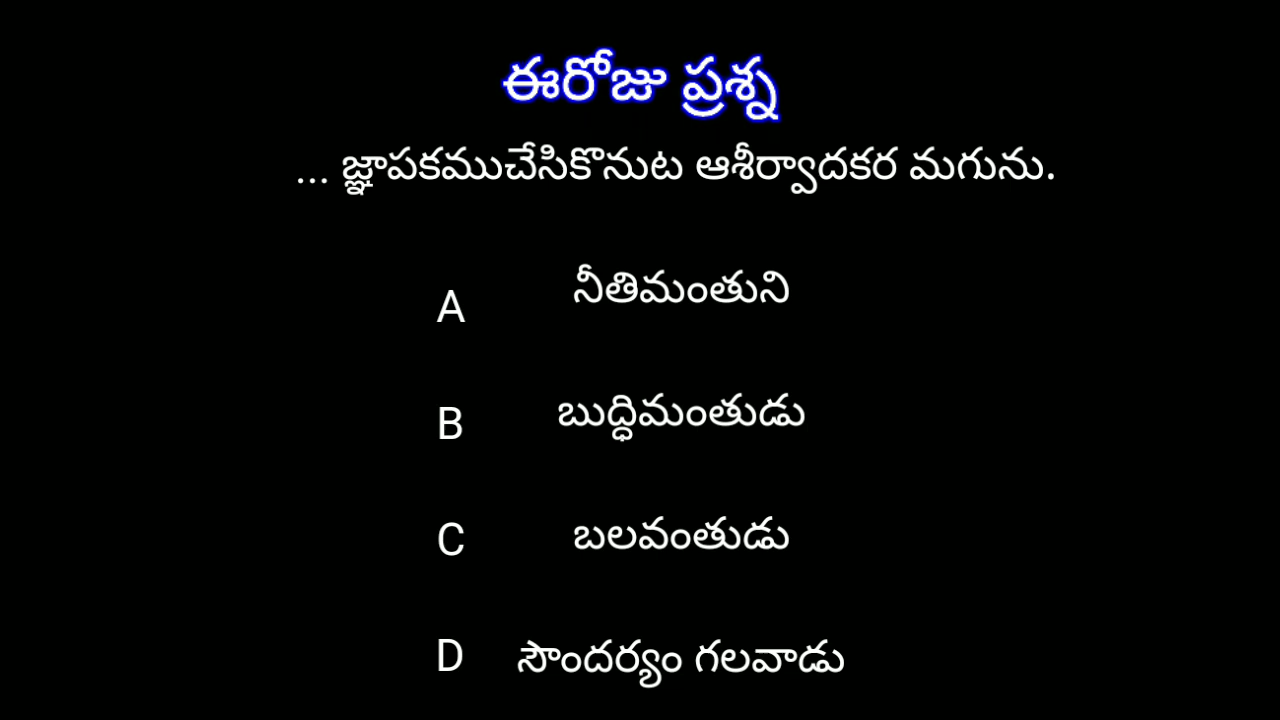 ఈరోజు ప్రశ్న
... జ్ఞాపకముచేసికొనుట ఆశీర్వాదకర మగును.
A నీతిమంతుని
B బుద్ధిమంతుడు
C బలవంతుడు
D సౌందర్యం గలవాడు